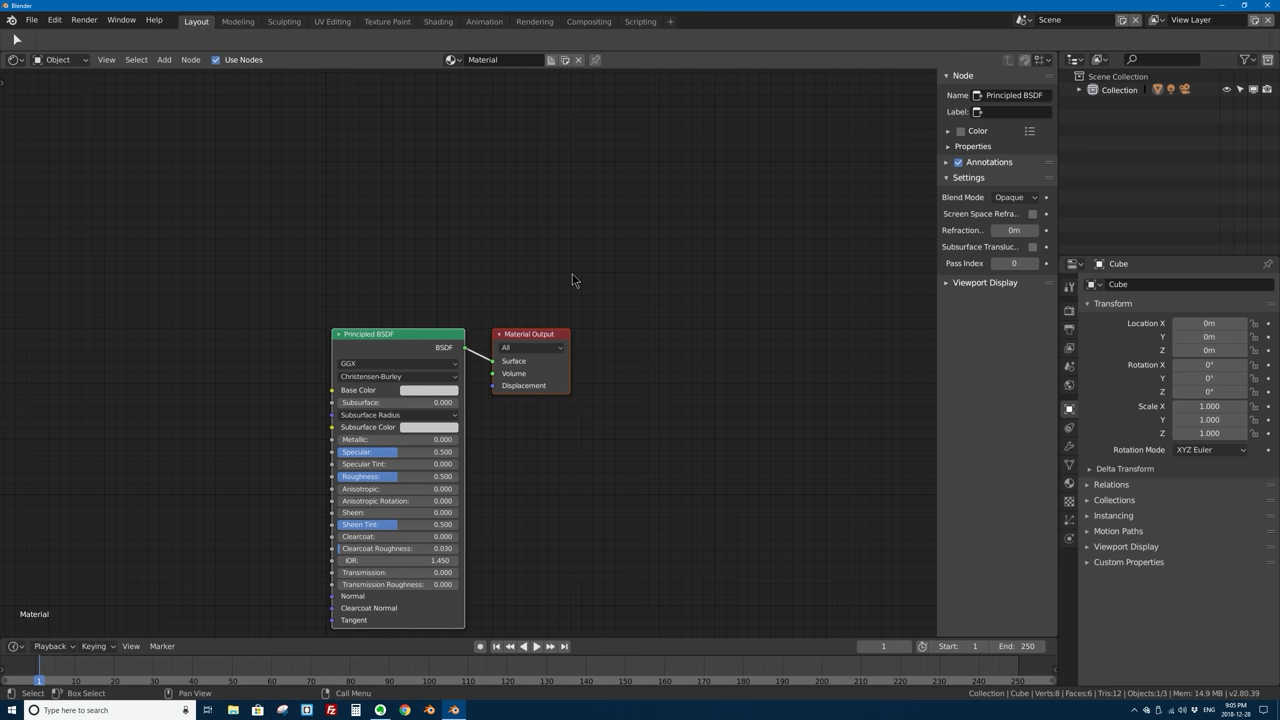 Blender
File Edit Render Window Help Layout Modeling Sculpting UV Editing Texture Paint Shading Animation Rendering Compositing Scripting + Scene View Layer
Object View Select Add Node Use Nodes Material
Node
Name Principled BSDF
Label:
Color
Properties
Annotations
Settings
Blend Mode Opaque
Screen Space Refra..
Refraction.. 0m
Subsurface Transluc..
Pass Index 0
Viewport Display
Scene Collection
Collection
Cube
Cube
Transform
Location X 0m
Y 0m
Z 0m
Rotation X 0°
Y 0°
Z 0°
Scale X 1.000
Y 1.000
Z 1.000
Rotation Mode XYZ Euler
Delta Transform
Relations
Collections
Instancing
Motion Paths
Viewport Display
Custom Properties
Principled BSDF
BSDF
GGX
Christensen-Burley
Base Color
Subsurface: 0.000
Subsurface Radius
Subsurface Color
Metallic: 0.000
Specular: 0.500
Specular Tint: 0.000
Roughness: 0.500
Anisotropic: 0.000
Anisotropic Rotation: 0.000
Sheen: 0.000
Sheen Tint: 0.500
Clearcoat: 0.000
Clearcoat Roughness: 0.030
IOR: 1.450
Transmission: 0.000
Transmission Roughness: 0.000
Normal
Clearcoat Normal
Tangent
Material Output
All
Surface
Volume
Displacement
Material
Playback Keying View Marker 1 Start: 1 End: 250
1 10 20 30 40 50 60 70 80 90 100 110 120 130 140 150 160 170 180 190 200 210 220 230 240 250
Select Box Select Pan View Call Menu Collection | Cube | Verts:8 | Faces:6 | Tris:12 | Objects:1/3 | Mem: 14.9 MB | v2.80.39
Type here to search ENG 9:05 PM
2018-12-28